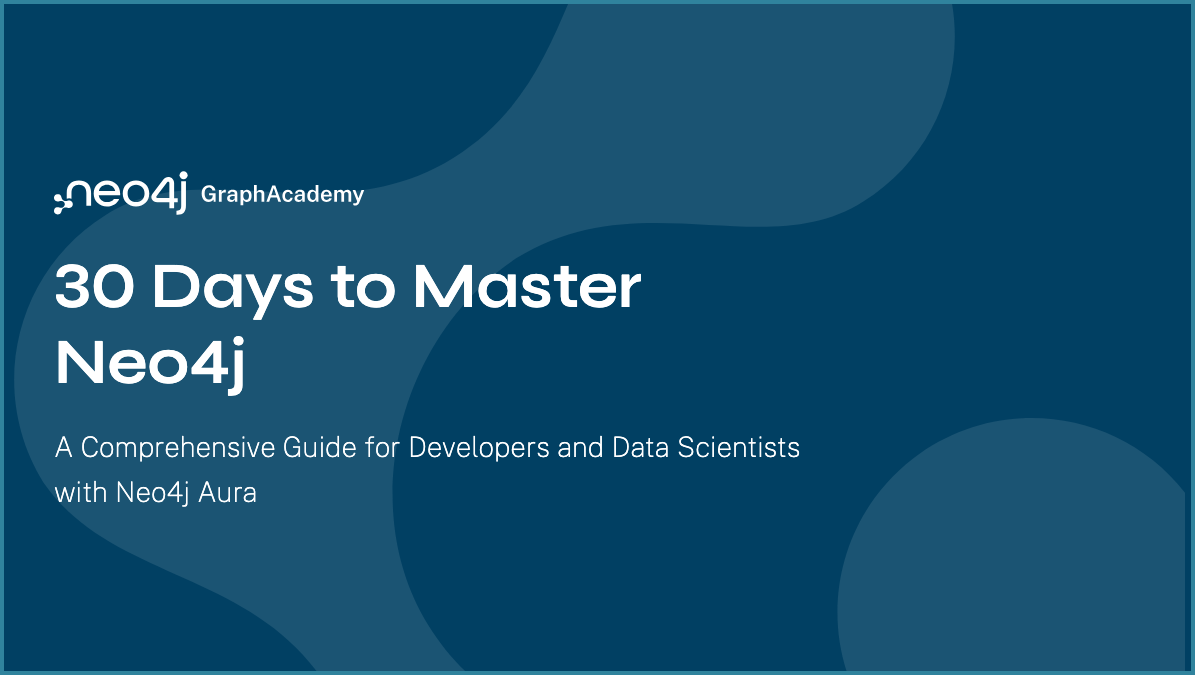 neo4j GraphAcademy
30 Days to Master
Neo4j
A Comprehensive Guide for Developers and Data Scientists
with Neo4j Aura